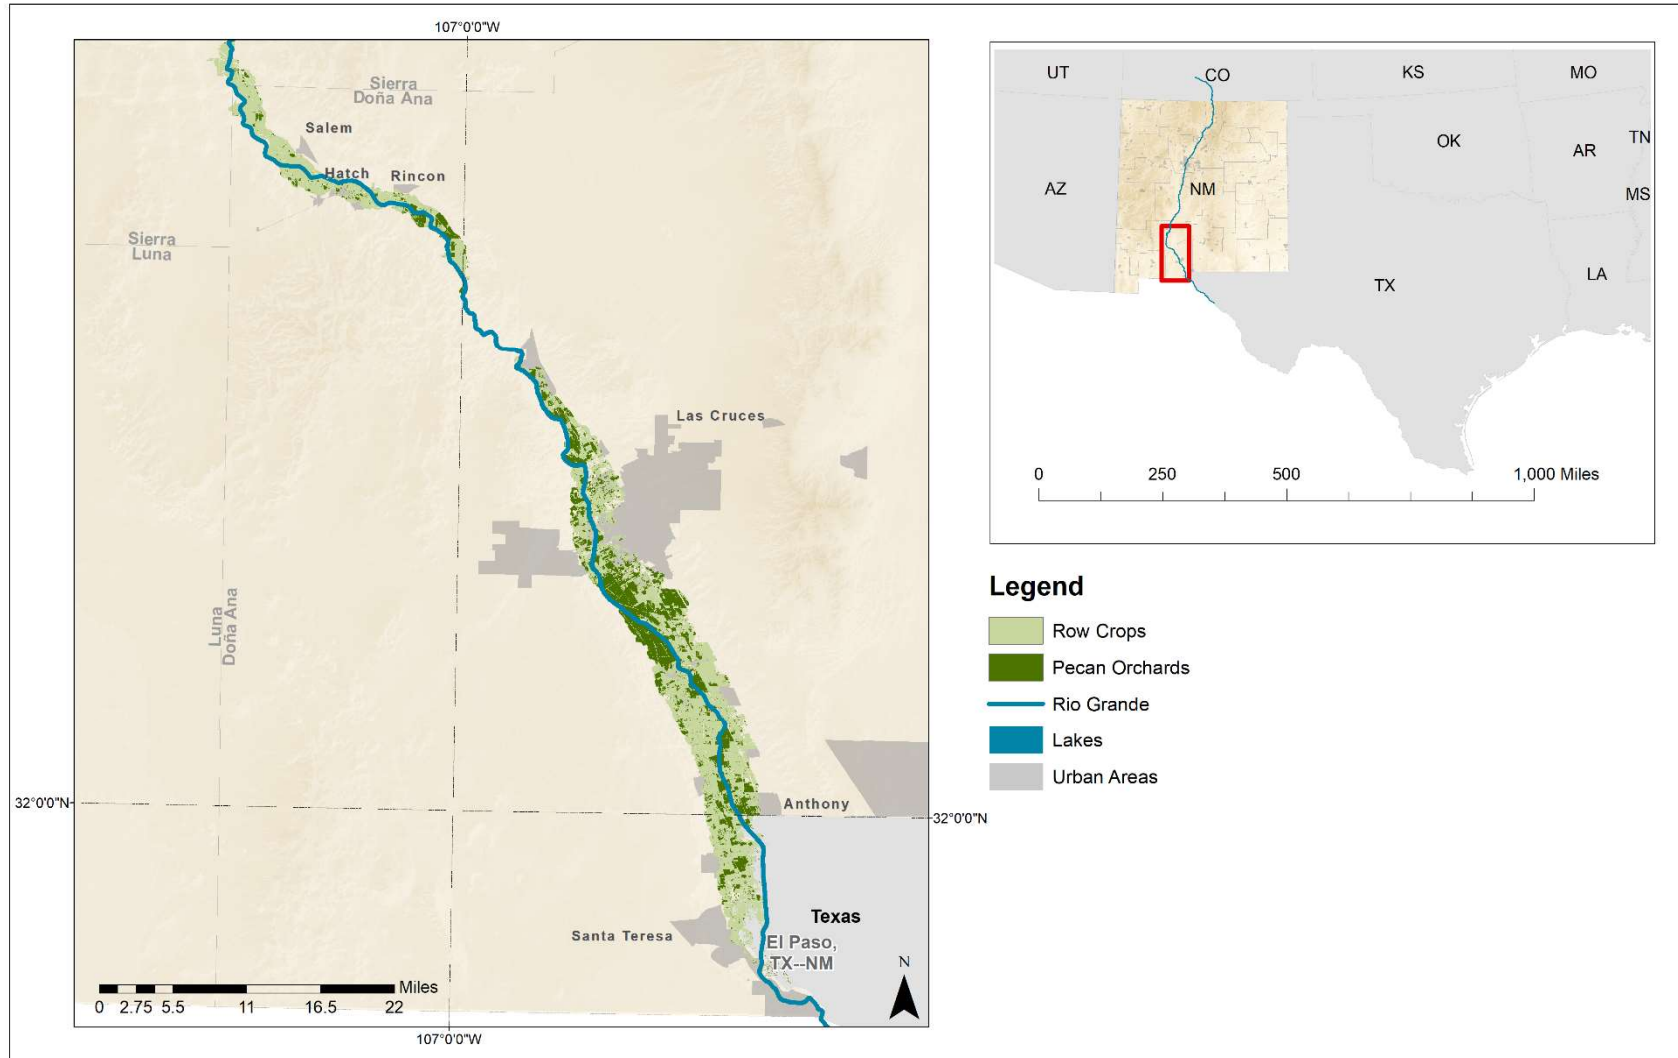 107°0'0"W
Sierra
Doña Ana
Salem
Hatch
Rincon
Sierra
Luna
Las Cruces
Luna
Doña Ana
32°0'0"N
Anthony
32°0'0"N
Texas
Santa Teresa
El Paso,
TX--NM
N
Miles
0 2.75 5.5 11 16.5 22
107°0'0"W
UT
CO
KS
MO
OK
TN
AR
AZ
NM
MS
LA
TX
0 250 500 1,000 Miles
Legend
Row Crops
Pecan Orchards
Rio Grande
Lakes
Urban Areas